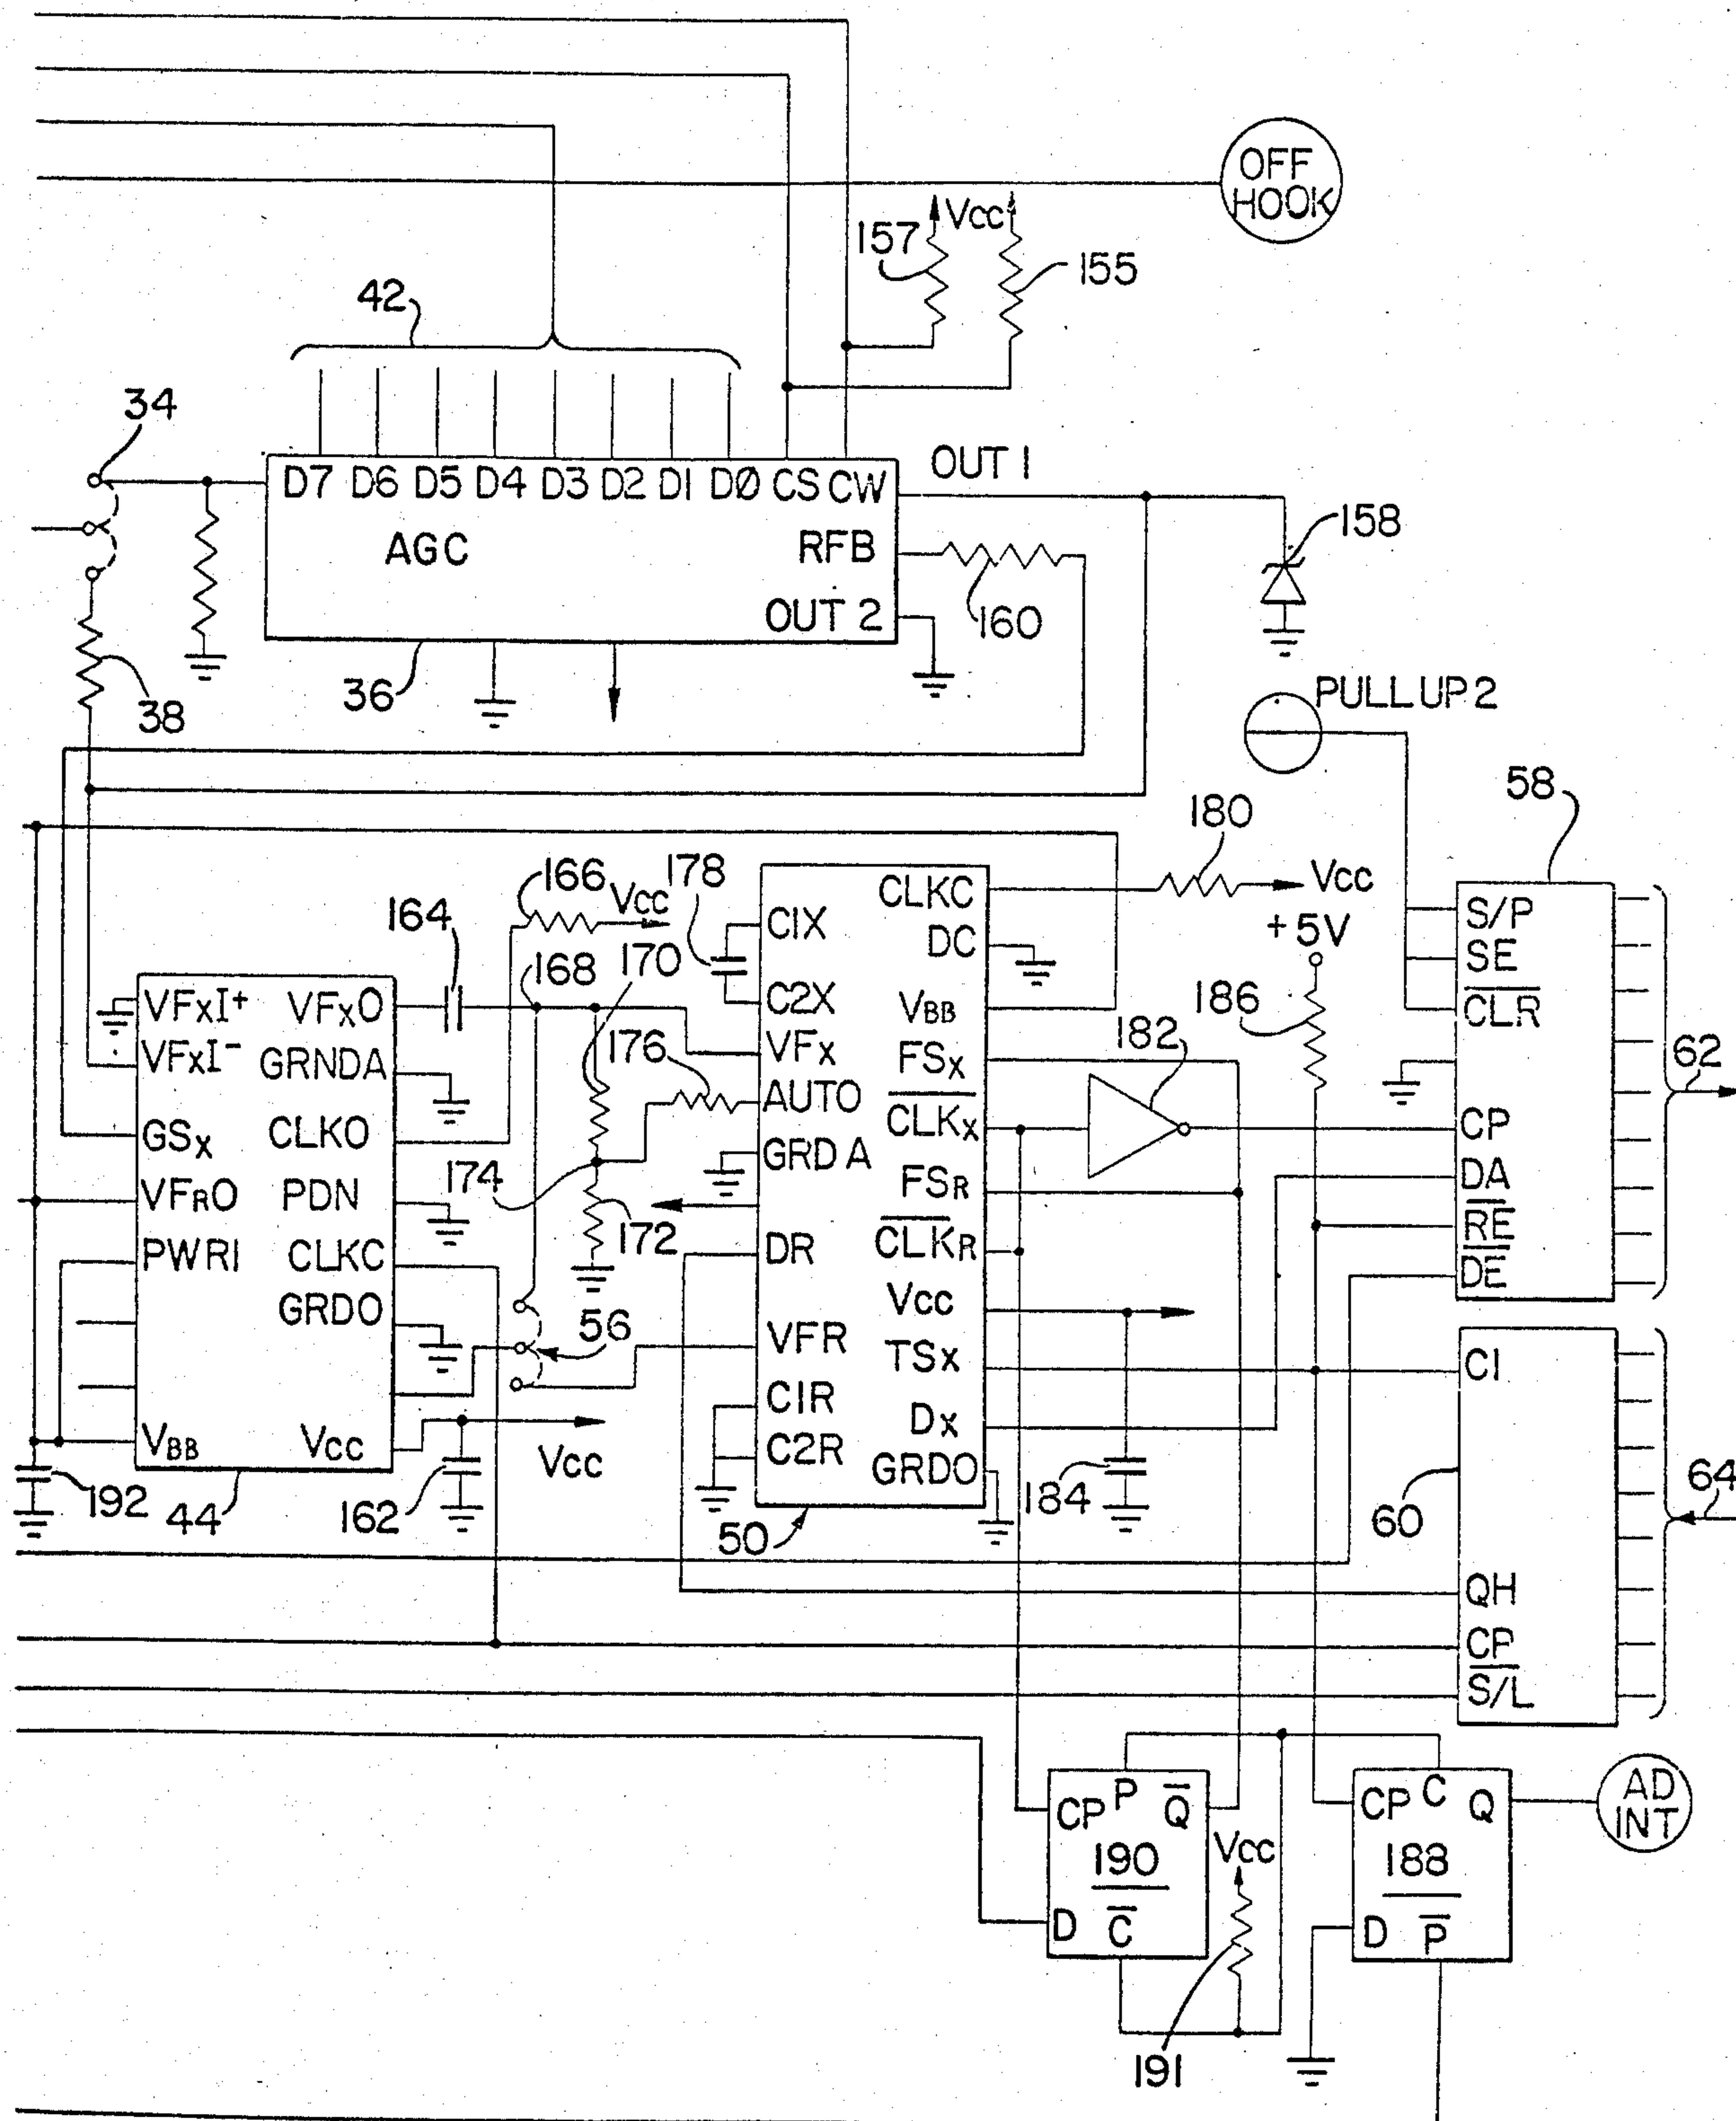 OFF
HOOK
Vcc
157
155
42
34
OUT 1
D7 D6 D5 D4 D3 D2 D1 DØ CS CW
158
AGC
RFB
OUT 2
160
36
38
PULLUP2
58
180
166
Vcc
178
CLKC
Vcc
164
C1X
+5V
S/P
DC
168
170
SE
C2X
186
VFxI+
VFxO
VBB
CLR
182
VFxI-
176
VFx
FSx
62
GRNDA
AUTO
CLKx
GSx
CLKO
CP
GRDA
174
DA
VFRO
PDN
FSR
RE
172
DR
CLKR
PWRI
CLKC
DE
Vcc
GRDO
56
VFR
TSx
CI
C1R
Dx
VBB
Vcc
C2R
Vcc
GRDO
64
192
44
162
184
60
50
QH
CP
S/L
CP P Q
CP C Q
AD
INT
190
Vcc
188
D C
D P
191